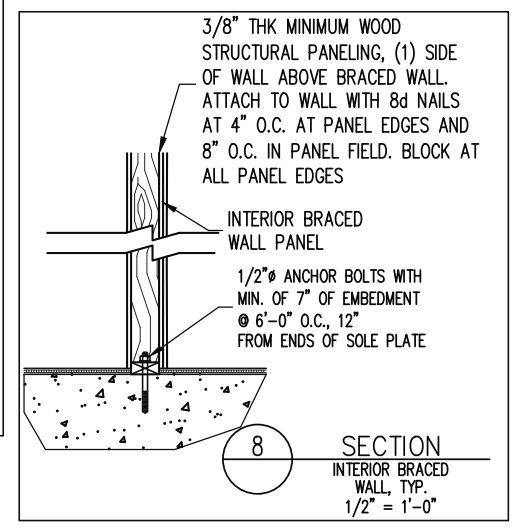 3/8" THK MINIMUM WOOD
STRUCTURAL PANELING, (1) SIDE
OF WALL ABOVE BRACED WALL.
ATTACH TO WALL WITH 8d NAILS
AT 4" O.C. AT PANEL EDGES AND
8" O.C. IN PANEL FIELD. BLOCK AT
ALL PANEL EDGES
INTERIOR BRACED
WALL PANEL
1/2"ø ANCHOR BOLTS WITH
MIN. OF 7" OF EMBEDMENT
@ 6'-0" O.C., 12"
FROM ENDS OF SOLE PLATE
8
SECTION
INTERIOR BRACED
WALL, TYP.
1/2" = 1'-0"